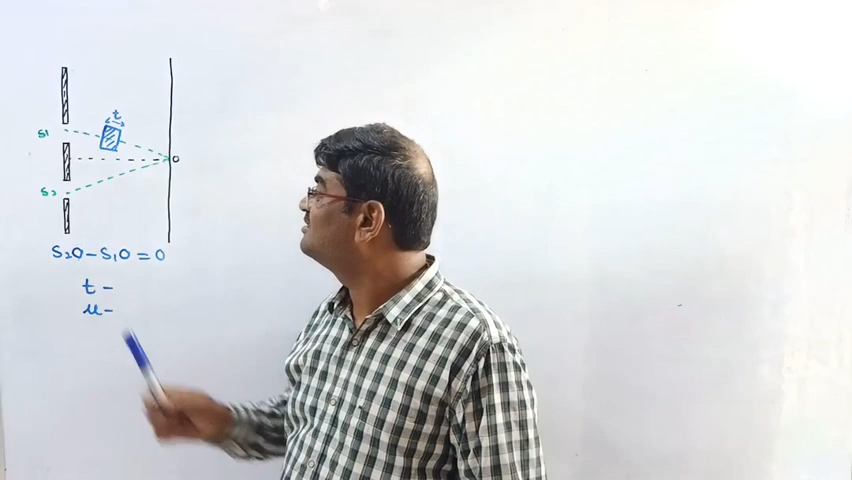 t
S1
O
S2
S2O - S1O = 0
t -
μ -